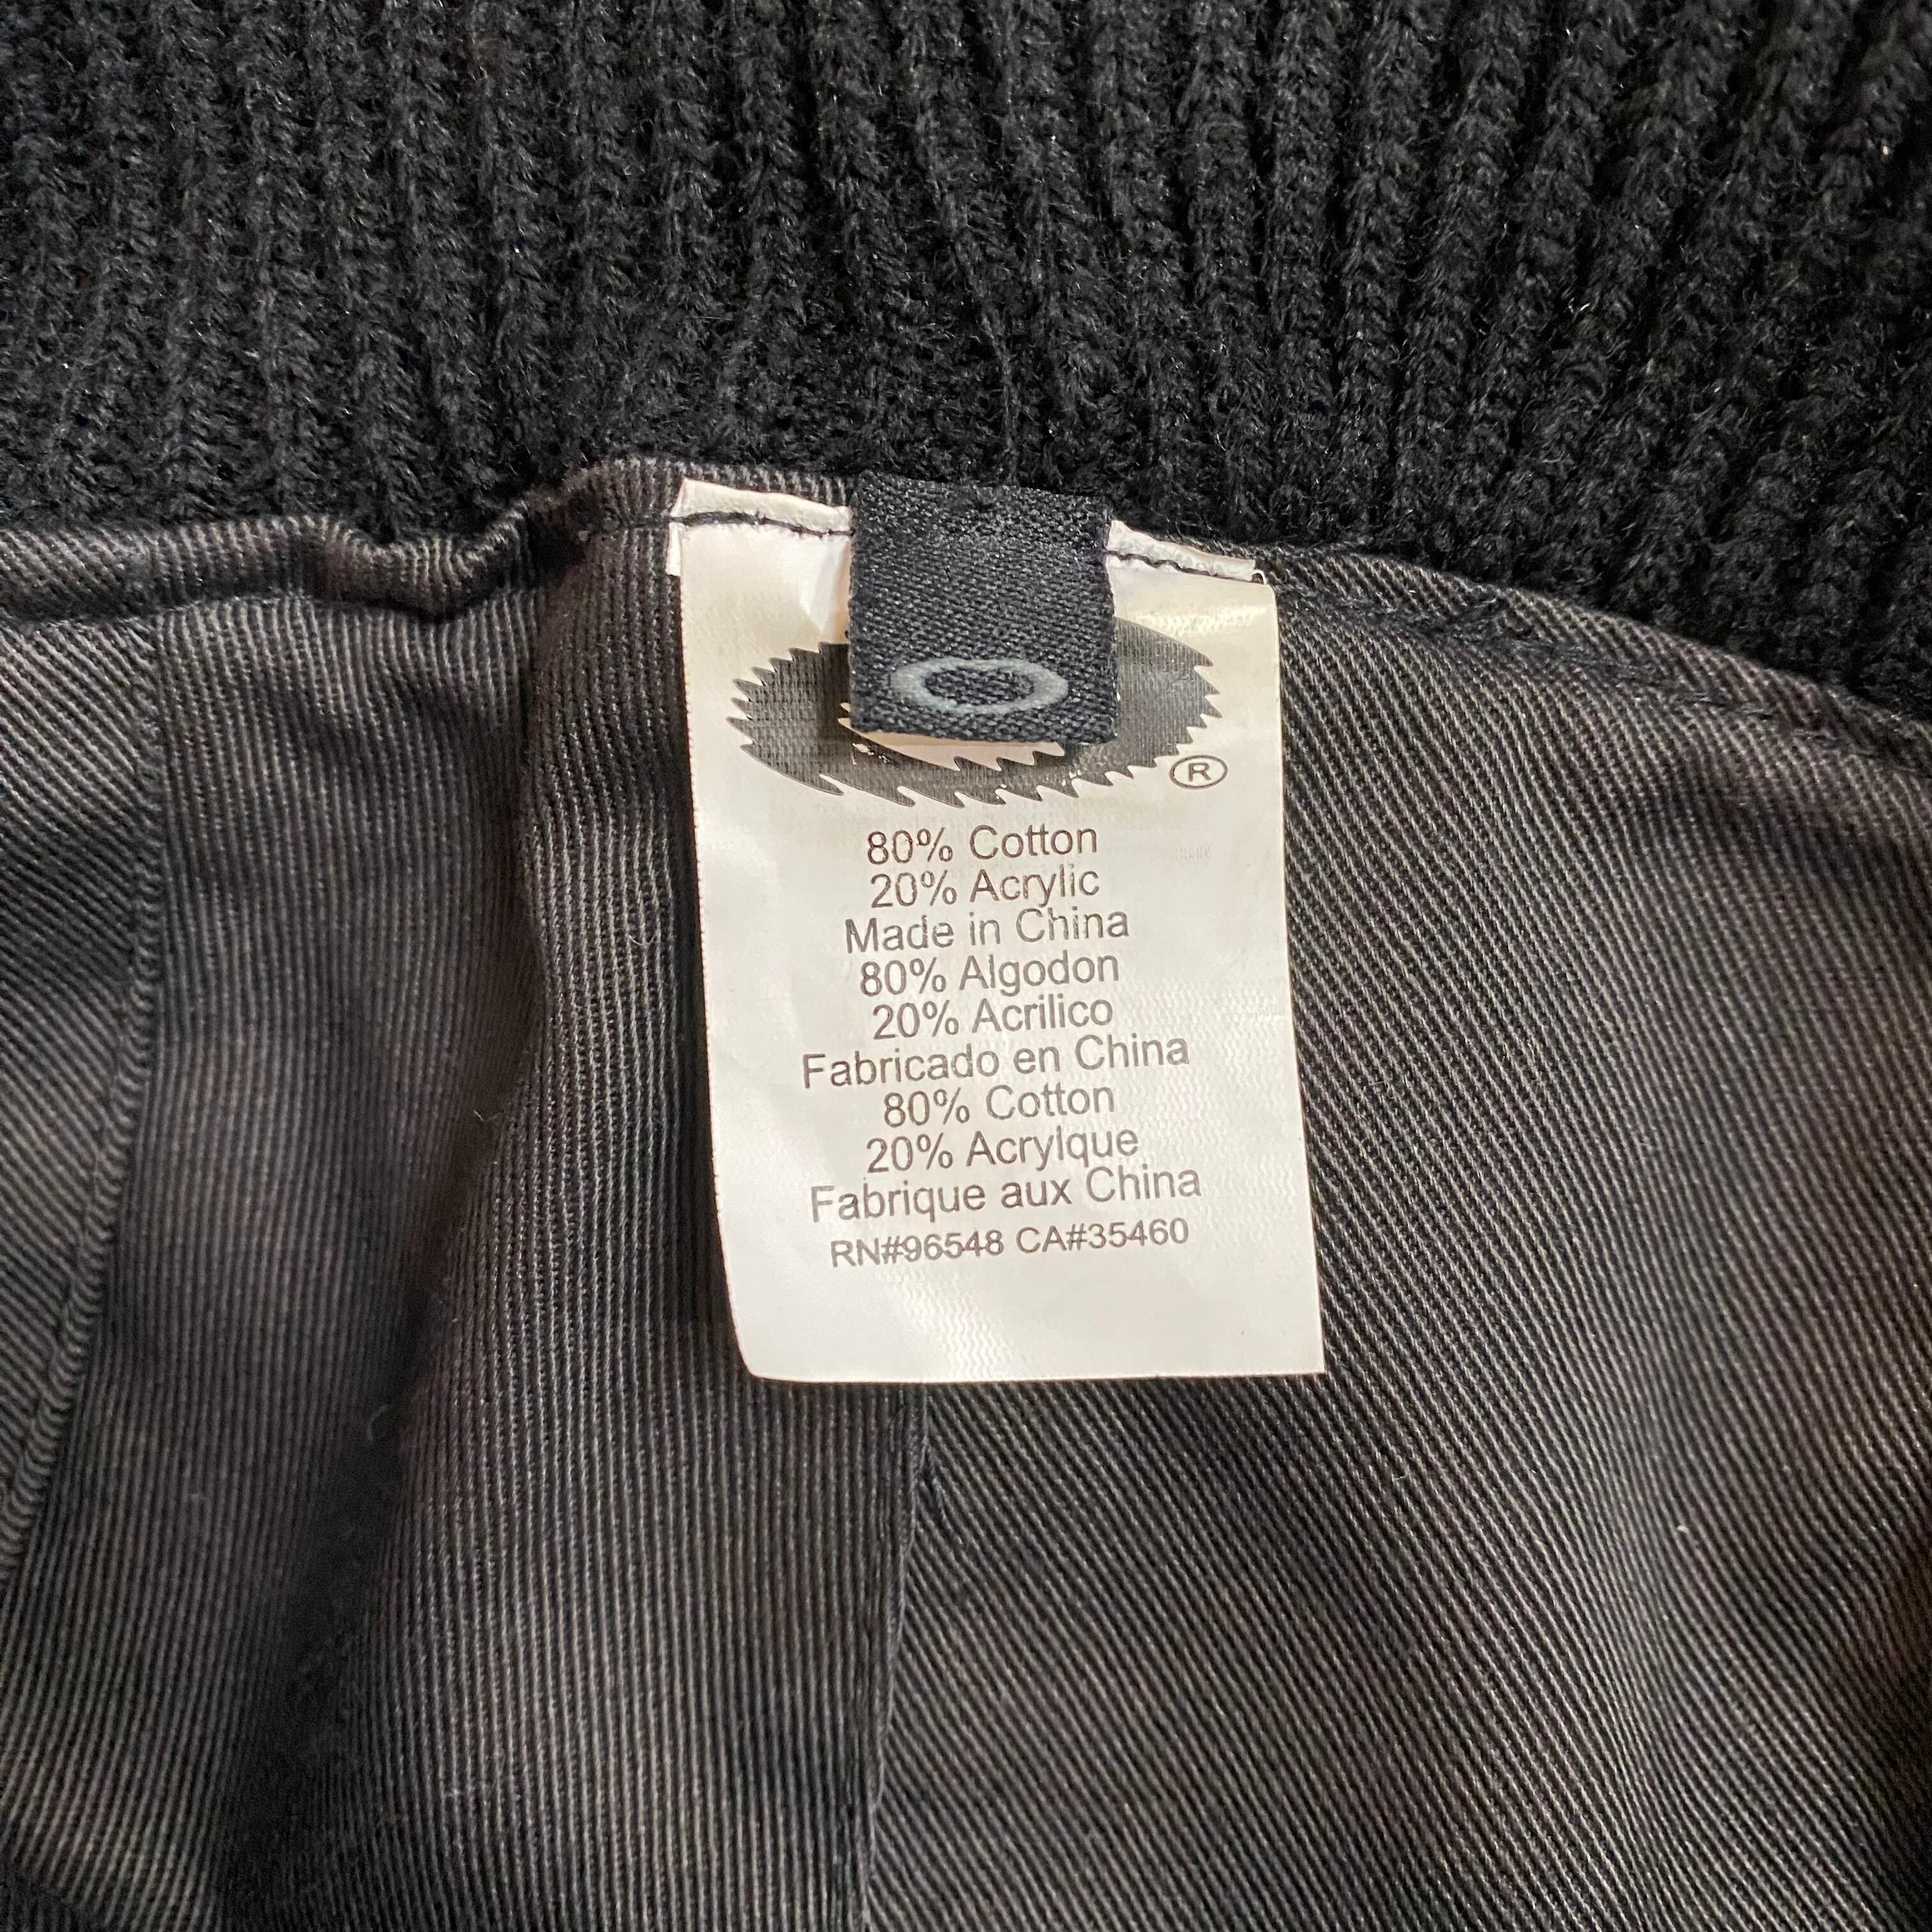 ®
80% Cotton
20% Acrylic
Made in China
80% Algodon
20% Acrilico
Fabricado en China
80% Cotton
20% Acrylque
Fabrique aux China
RN#96548 CA#35460